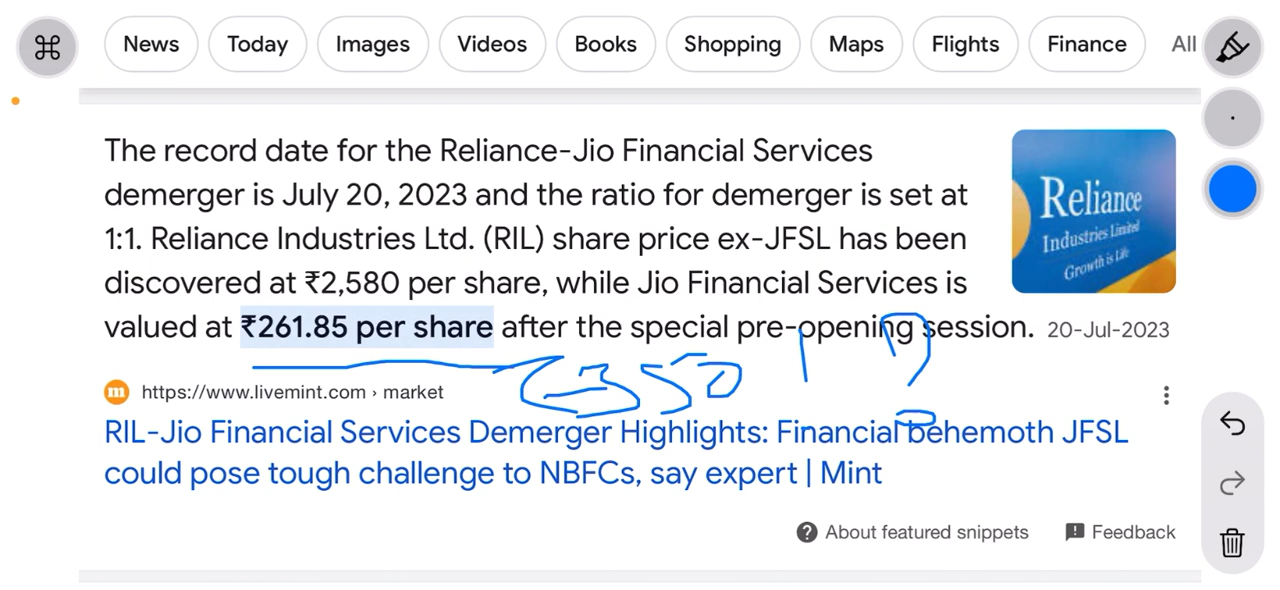 News Today Images Videos Books Shopping Maps Flights Finance All
The record date for the Reliance-Jio Financial Services
demerger is July 20, 2023 and the ratio for demerger is set at
1:1. Reliance Industries Ltd. (RIL) share price ex-JFSL has been
discovered at ₹2,580 per share, while Jio Financial Services is
valued at ₹261.85 per share after the special pre-opening session. 20-Jul-2023
Reliance
Industries Limited
Growth is Life
350 ! ?
m https://www.livemint.com › market
RIL-Jio Financial Services Demerger Highlights: Financial behemoth JFSL
could pose tough challenge to NBFCs, say expert | Mint
About featured snippets Feedback